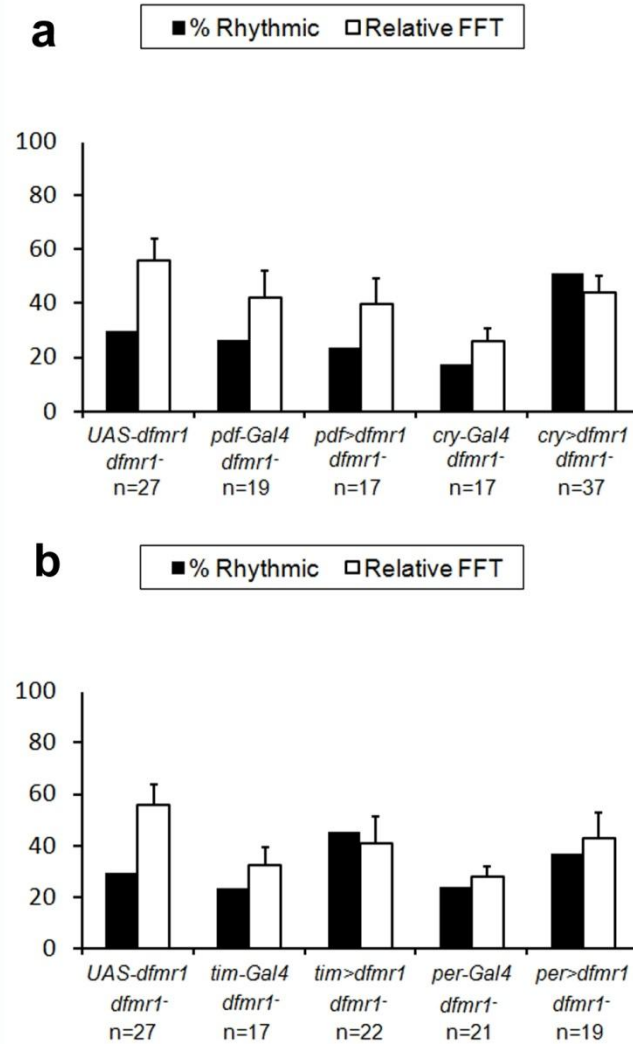 a
■% Rhythmic □Relative FFT
100
80
60
40
20
0
UAS-dfmr1 pdf-Gal4 pdf>dfmr1 cry-Gal4 cry>dfmr1
dfmr1- dfmr1- dfmr1- dfmr1- dfmr1-
n=27 n=19 n=17 n=17 n=37
b
■% Rhythmic □Relative FFT
100
80
60
40
20
0
UAS-dfmr1 tim-Gal4 tim>dfmr1 per-Gal4 per>dfmr1
dfmr1- dfmr1- dfmr1- dfmr1- dfmr1-
n=27 n=17 n=22 n=21 n=19